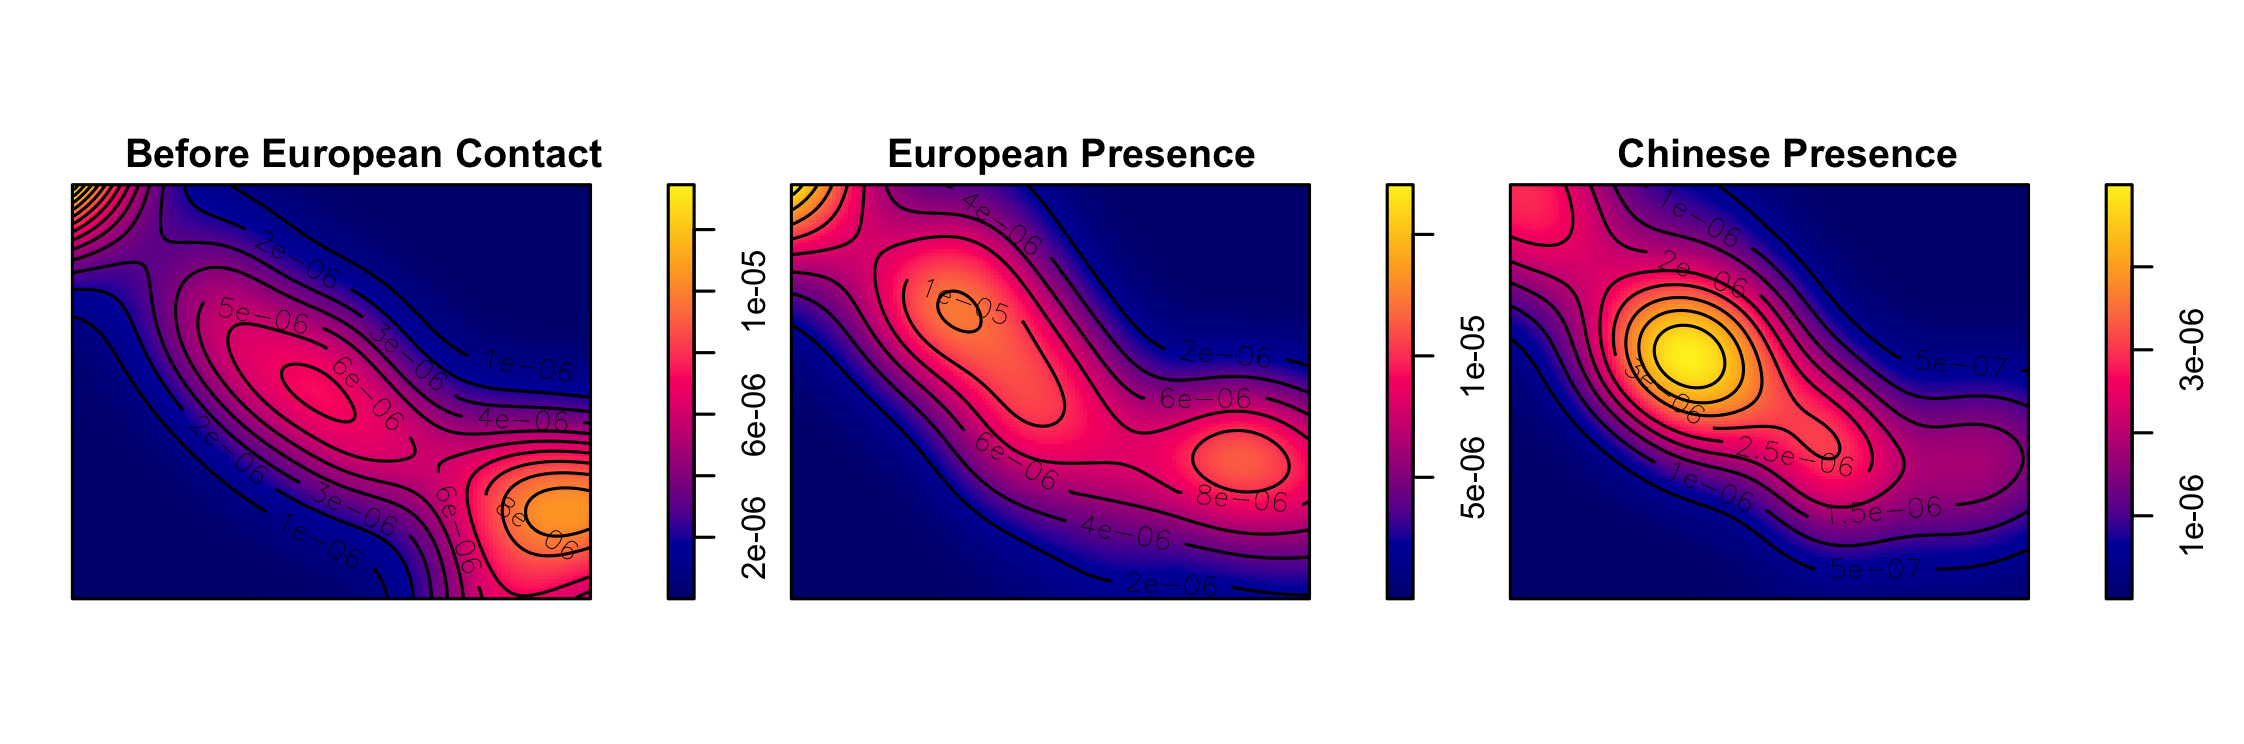 Before European Contact
2e-06
5e-06
3e-06
6e-06
1e-06
4e-06
2e-06
3e-06
1e-06
6e-06
8e-06
2e-06 6e-06 1e-05
European Presence
4e-06
1e-05
2e-06
6e-06
6e-06
8e-06
4e-06
2e-06
5e-06 1e-05
Chinese Presence
1e-06
2e-06
3e-06
5e-07
2.5e-06
1e-06
1.5e-06
5e-07
1e-06 3e-06